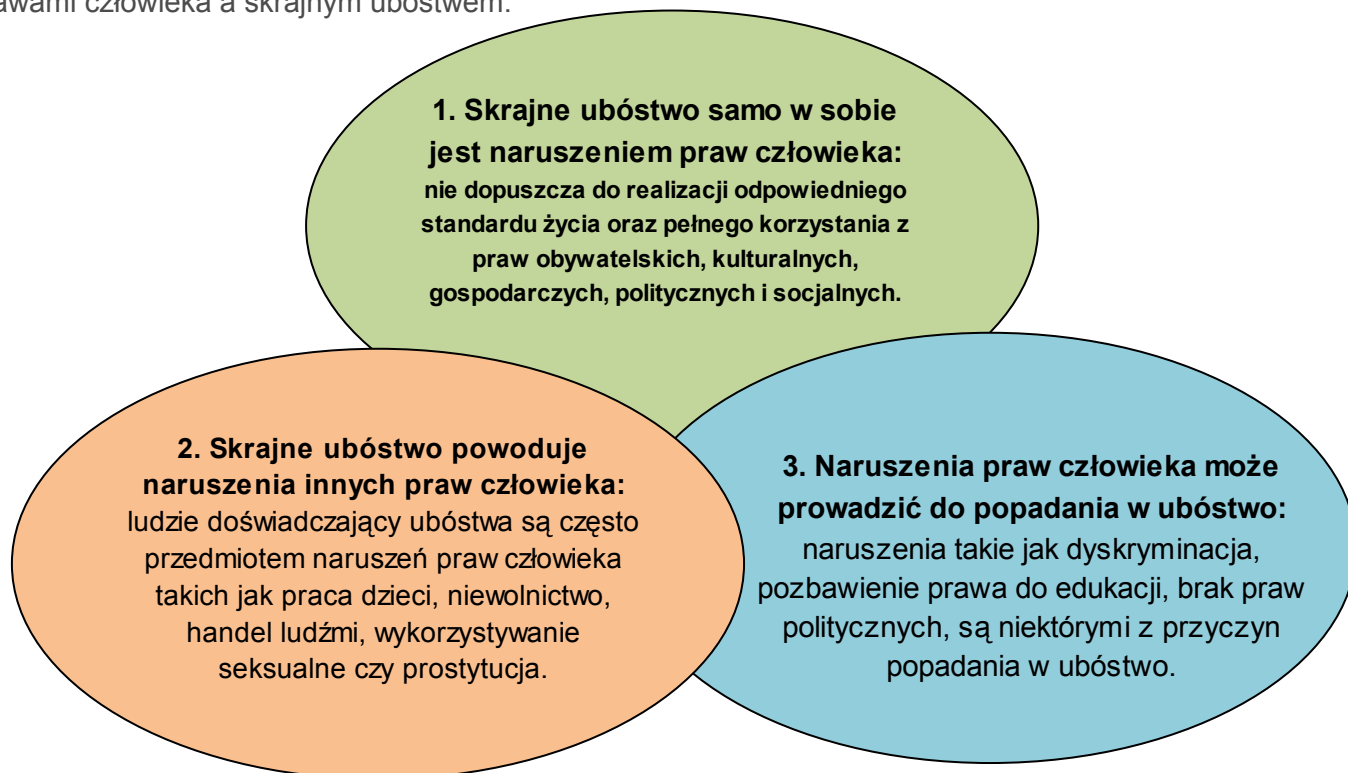 człowieka a skrajnym ubóstwem.
1. Skrajne ubóstwo samo w sobie
jest naruszeniem praw człowieka:
nie dopuszcza do realizacji odpowiedniego
standardu życia oraz pełnego korzystania z
praw obywatelskich, kulturalnych,
gospodarczych, politycznych i socjalnych.
2. Skrajne ubóstwo powoduje
naruszenia innych praw człowieka:
ludzie doświadczający ubóstwa są często
przedmiotem naruszeń praw człowieka
takich jak praca dzieci, niewolnictwo,
handel ludźmi, wykorzystywanie
seksualne czy prostytucja.
3. Naruszenia praw człowieka może
prowadzić do popadania w ubóstwo:
naruszenia takie jak dyskryminacja,
pozbawienie prawa do edukacji, brak praw
politycznych, są niektórymi z przyczyn
popadania w ubóstwo.